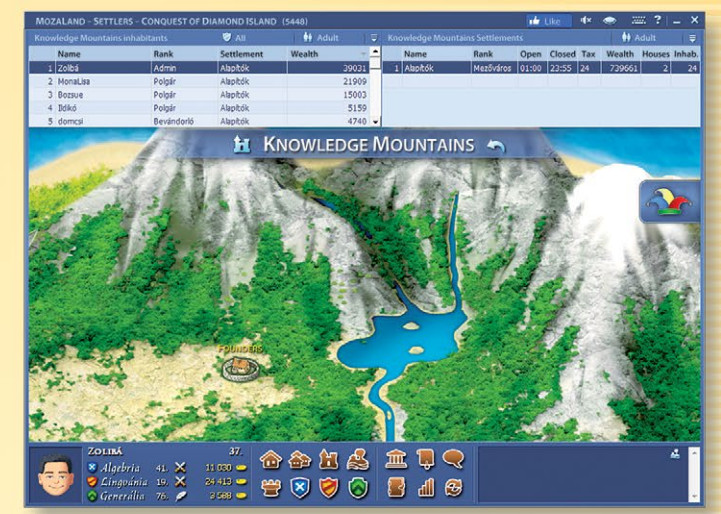 MOZALAND - SETTLERS - CONQUEST OF DIAMOND ISLAND (5448) Like ?
Knowledge Mountains inhabitants All Adult
Name Rank Settlement Wealth
1 Zolibá Admin Alapítók 39031
2 MonaLisa Polgár Alapítók 21909
3 Bozsue Polgár Alapítók 15003
4 Ildikó Polgár Alapítók 5159
5 domcsi Bevándorló Alapítók 4740
Knowledge Mountains Settlements Adult
Name Rank Open Closed Tax Wealth Houses Inhab.
1 Alapítók Mezőváros 01:00 23:55 24 739661 2 24
KNOWLEDGE MOUNTAINS
FOUNDERS
ZOLIBÁ 37.
Algebria 41. 11 030
Lingvánia 19. 24 413
Generália 76. 3 588